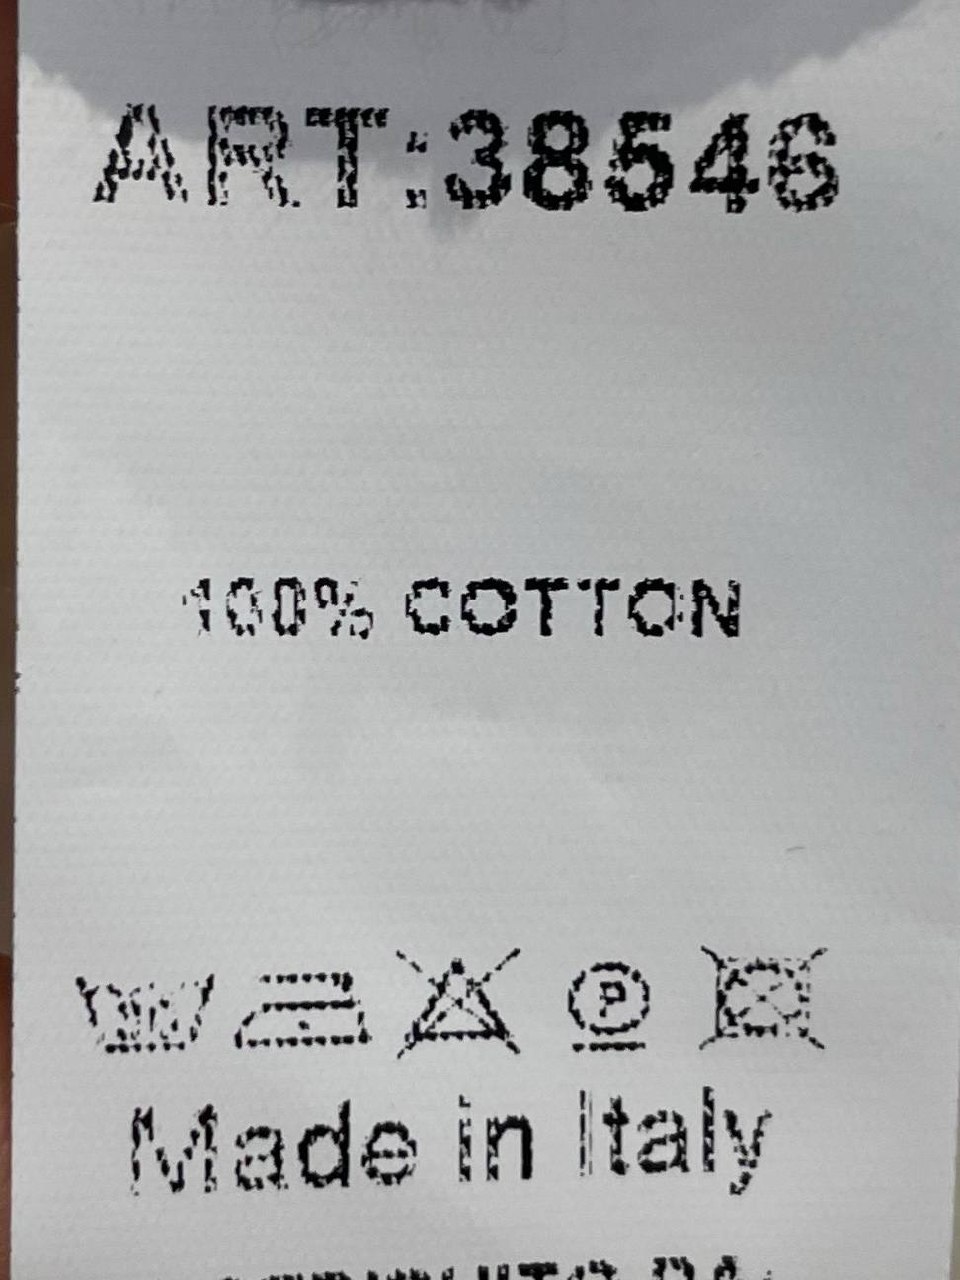 ART:38546
100% COTTON
P
Made in Italy